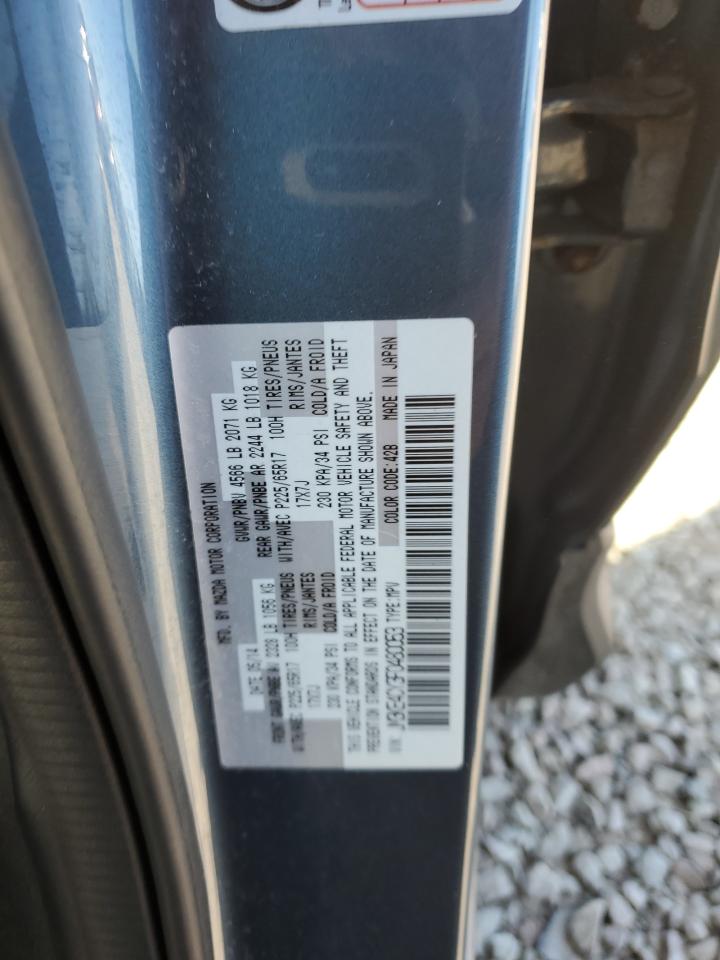 MFD. BY MAZDA MOTOR CORPORATION
DATE 05/14 GVWR/PNBV 4566 LB 2071 KG
FRONT GAWR/PNBE AV 2328 LB 1056 KG REAR GAWR/PNBE AR 2244 LB 1018 KG
WITH/AVEC P225/65R17 100H TIRES/PNEUS WITH/AVEC P225/65R17 100H TIRES/PNEUS
17X7J RIMS/JANTES 17X7J RIMS/JANTES
230 KPA/34 PSI COLD/A FROID 230 KPA/34 PSI COLD/A FROID
THIS VEHICLE CONFORMS TO ALL APPLICABLE FEDERAL MOTOR VEHICLE SAFETY AND THEFT
PREVENTION STANDARDS IN EFFECT ON THE DATE OF MANUFACTURE SHOWN ABOVE.
VIN: TYPE:MPV COLOR CODE:42B MADE IN JAPAN